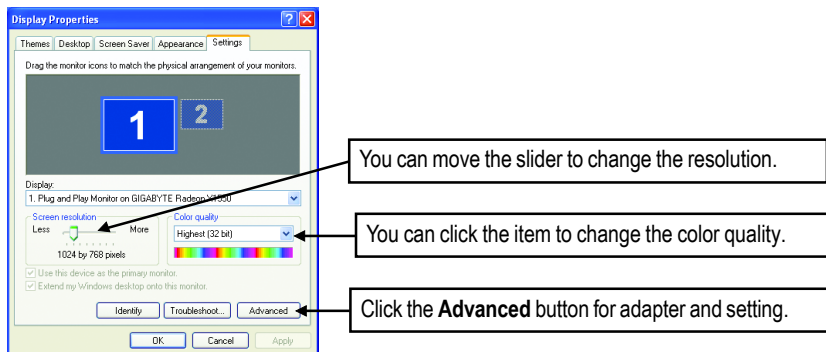 Display Properties
Themes Desktop Screen Saver Appearance Settings
Drag the monitor icons to match the physical arrangement of your monitors.
1 2
You can move the slider to change the resolution.
Display:
1. Plug and Play Monitor on GIGABYTE Radeon X1550
Screen resolution
Less More
1024 by 768 pixels
Color quality
Highest (32 bit)
You can click the item to change the color quality.
Use this device as the primary monitor.
Extend my Windows desktop onto this monitor.
Identify Troubleshoot... Advanced
Click the Advanced button for adapter and setting.
OK Cancel Apply